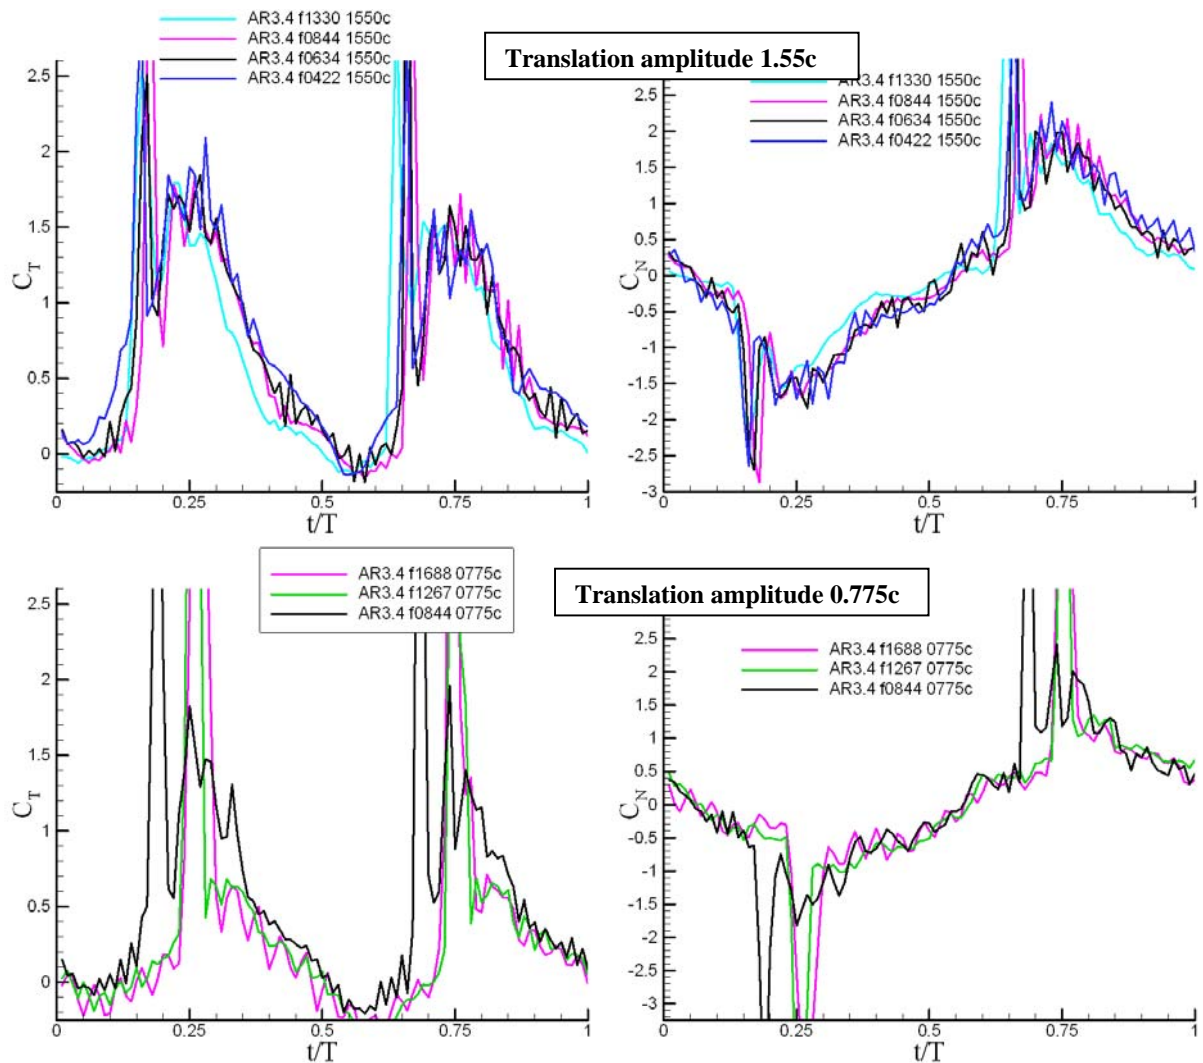 AR3.4 f1330 1550c
AR3.4 f0844 1550c
AR3.4 f0634 1550c
AR3.4 f0422 1550c
Translation amplitude 1.55c
AR3.4 f1330 1550c
AR3.4 f0844 1550c
AR3.4 f0634 1550c
AR3.4 f0422 1550c
2.5
2
1.5
1
0.5
0
C_T
0
0.25
0.5
0.75
1
t/T
2.5
2
1.5
1
0.5
0
-0.5
-1
-1.5
-2
-2.5
-3
C_N
0
0.25
0.5
0.75
1
t/T
AR3.4 f1688 0775c
AR3.4 f1267 0775c
AR3.4 f0844 0775c
Translation amplitude 0.775c
AR3.4 f1688 0775c
AR3.4 f1267 0775c
AR3.4 f0844 0775c
2.5
2
1.5
1
0.5
0
C_T
0
0.25
0.5
0.75
1
t/T
2.5
2
1.5
1
0.5
0
-0.5
-1
-1.5
-2
-2.5
-3
C_N
0
0.25
0.5
0.75
1
t/T